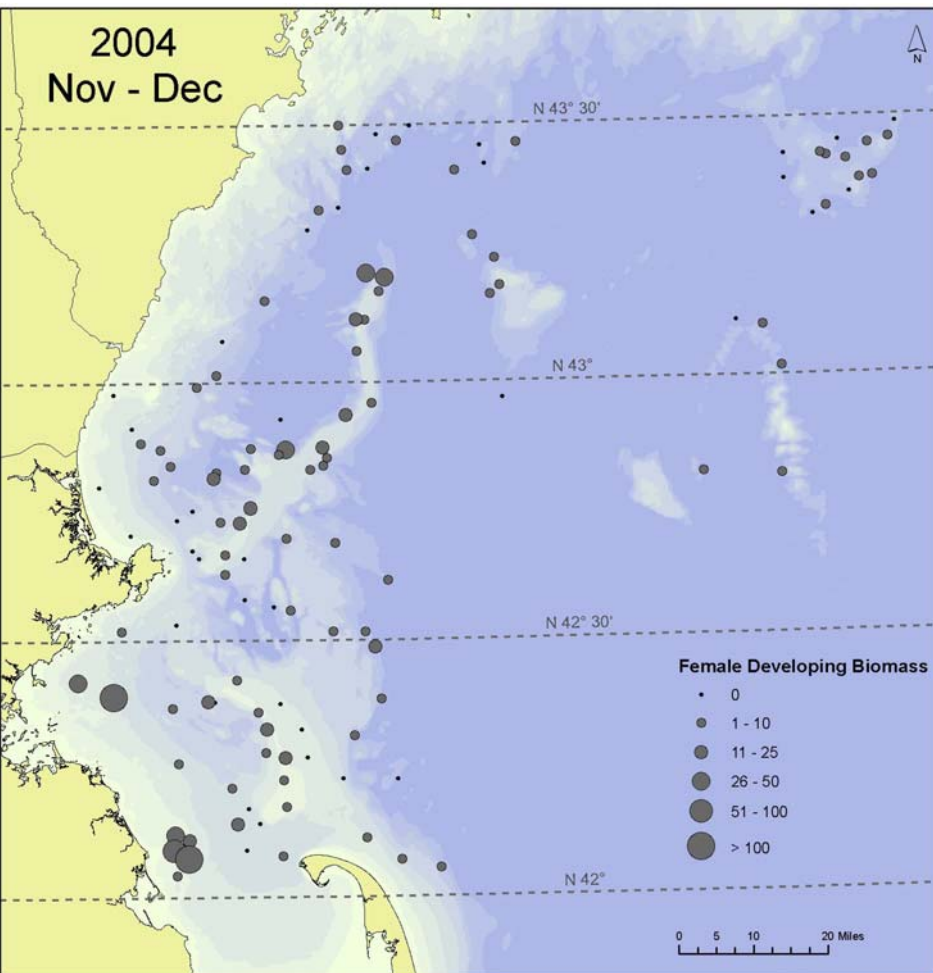 2004
Nov - Dec
N
N 43° 30'
N 43°
N 42° 30'
Female Developing Biomass
0
1 - 10
11 - 25
26 - 50
51 - 100
> 100
N 42°
0 5 10 20 Miles